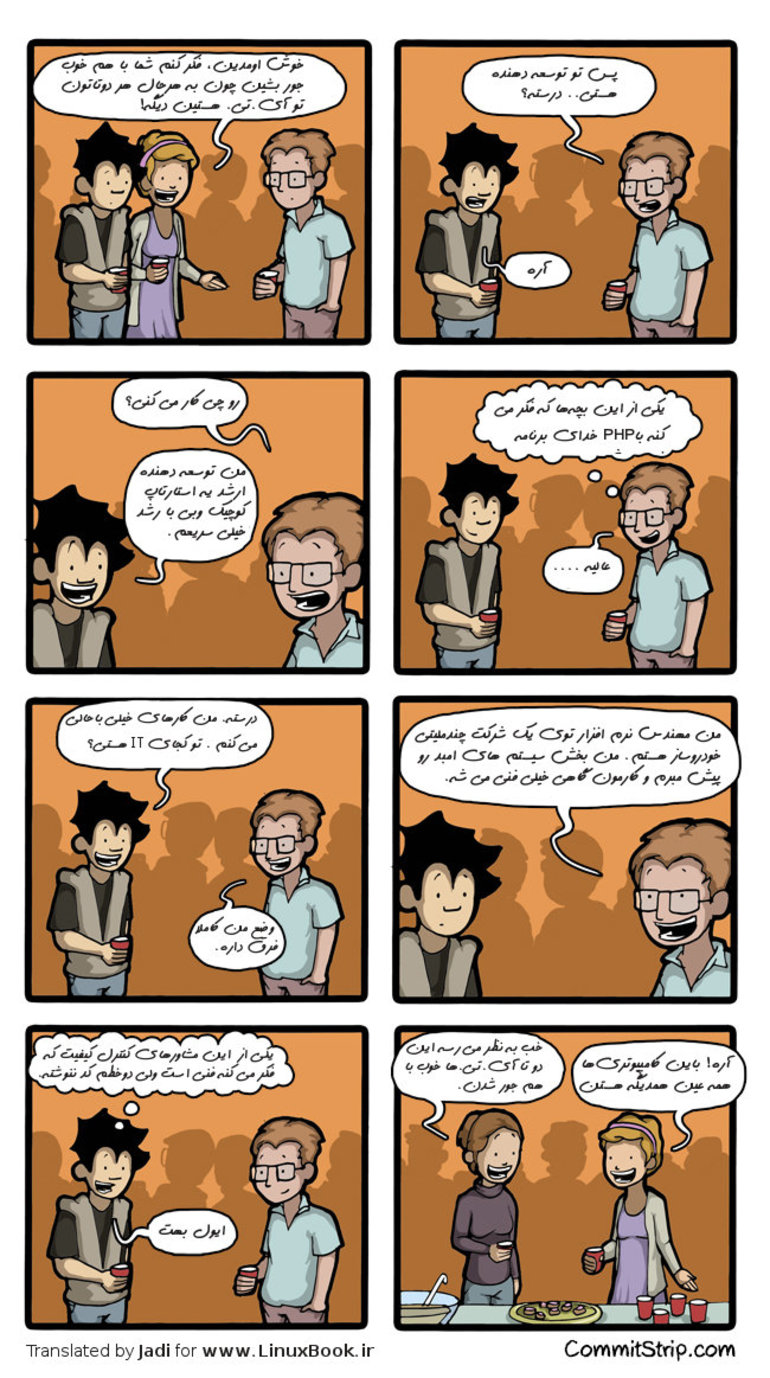 خوش اومدین، فکر کنم شما با هم خوب
جور بشین چون به هرحال هر دوتاتون
تو آی.تی. هستین دیگه!
پس تو توسعه دهنده
هستی.. درسته؟
آره
رو چی کار می کنی؟
من توسعه دهنده
ارشد یه استارتاپ
کوچیک وبی با رشد
خیلی سریعم.
یکی از این بچه‌ها که فکر می
کنه باPHP خدای برنامه
عالیه ....
درسته. من کارهای خیلی باحالی
می کنم . تو کجای IT هستی؟
وضع من کاملا
فرق داره.
من مهندس نرم افزار توی یک شرکت چندملیتی
خودروساز هستم . من بخش سیستم های امبد رو
پیش میرم و کارمون گاهی خیلی فنی می شه.
یکی از این مشاورهای کنترل کیفیت که
فکر می کنه فنی است ولی دوخطم کد ننوشته.
ایول بهت
خب به نظر می رسه این
دو تا آی.تی.ها خوب با
هم جور شدن.
آره! باین کامپیوتری ها
همه عین همدیگه هستن
Translated by Jadi for www.LinuxBook.ir
CommitStrip.com